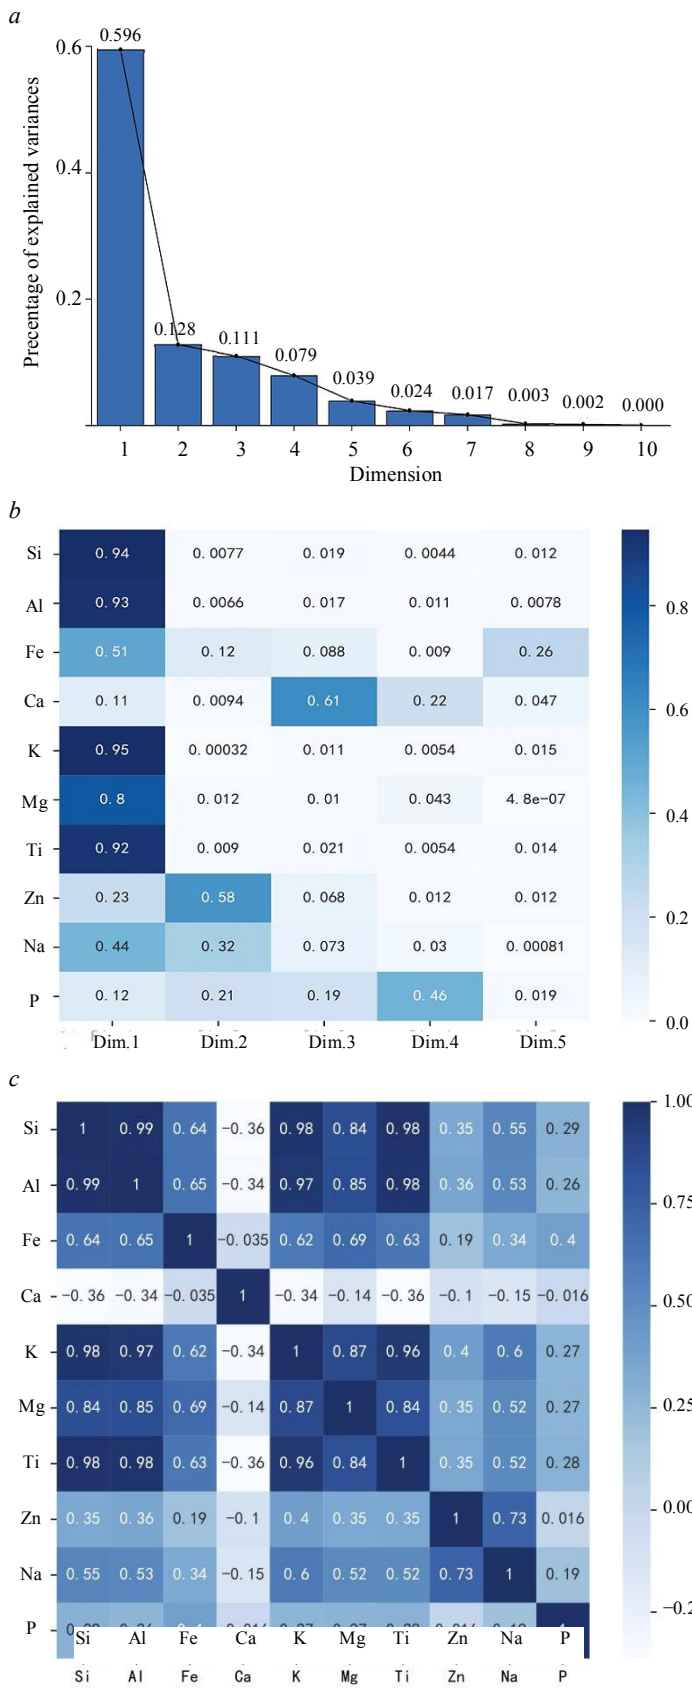 a
0.6
0.596
Precentage of explained variances
0.4
0.2
0.128
0.111
0.079
0.039
0.024
0.017
0.003
0.002
0.000
1 2 3 4 5 6 7 8 9 10
Dimension
b
Si 0.94 0.0077 0.019 0.0044 0.012
Al 0.93 0.0066 0.017 0.011 0.0078
Fe 0.51 0.12 0.088 0.009 0.26
Ca 0.11 0.0094 0.61 0.22 0.047
K 0.95 0.00032 0.011 0.0054 0.015
Mg 0.8 0.012 0.01 0.043 4.8e-07
Ti 0.92 0.009 0.021 0.0054 0.014
Zn 0.23 0.58 0.068 0.012 0.012
Na 0.44 0.32 0.073 0.03 0.00081
P 0.12 0.21 0.19 0.46 0.019
Dim.1 Dim.2 Dim.3 Dim.4 Dim.5
0.8
0.6
0.4
0.2
0.0
c
Si 1 0.99 0.64 −0.36 0.98 0.84 0.98 0.35 0.55 0.29
Al 0.99 1 0.65 −0.34 0.97 0.85 0.98 0.36 0.53 0.26
Fe 0.64 0.65 1 −0.035 0.62 0.69 0.63 0.19 0.34 0.4
Ca −0.36 −0.34 −0.035 1 −0.34 −0.14 −0.36 −0.1 −0.15 −0.016
K 0.98 0.97 0.62 −0.34 1 0.87 0.96 0.4 0.6 0.27
Mg 0.84 0.85 0.69 −0.14 0.87 1 0.84 0.35 0.52 0.27
Ti 0.98 0.98 0.63 −0.36 0.96 0.84 1 0.35 0.52 0.28
Zn 0.35 0.36 0.19 −0.1 0.4 0.35 0.35 1 0.73 0.016
Na 0.55 0.53 0.34 −0.15 0.6 0.52 0.52 0.73 1 0.19
P
Si Al Fe Ca K Mg Ti Zn Na P
Si Al Fe Ca K Mg Ti Zn Na P
1.00
0.75
0.50
0.25
0.00
−0.2